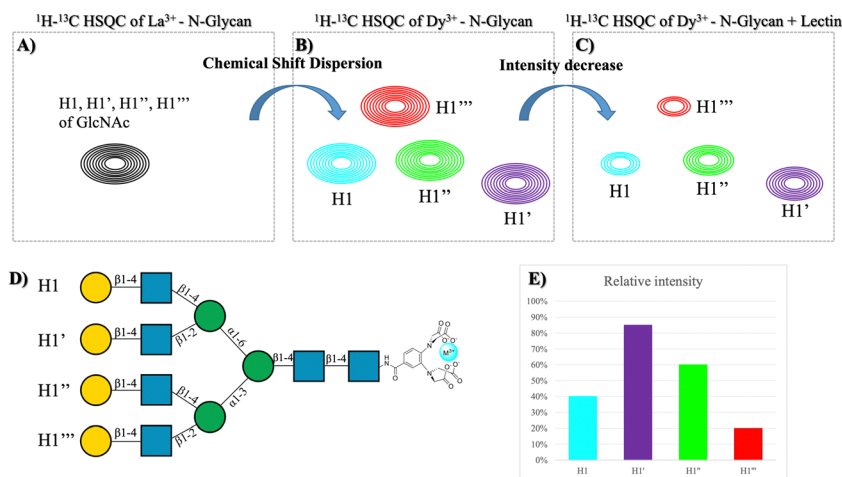 ¹H-¹³C HSQC of La³⁺ - N-Glycan
¹H-¹³C HSQC of Dy³⁺ - N-Glycan
¹H-¹³C HSQC of Dy³⁺ - N-Glycan + Lectin
A)
B)
C)
Chemical Shift Dispersion
Intensity decrease
H1, H1’, H1’’, H1’’’
of GlcNAc
H1’’’
H1
H1’’
H1’
H1’’’
H1
H1’’
H1’
D)
H1
β1-4
β1-4
H1’
β1-4
β1-2
α1-6
β1-4
β1-4
H1’’
β1-4
β1-4
α1-3
H1’’’
β1-4
β1-2
H
N
O
N
N
O
O
O⁻
O⁻
M³⁺
O⁻
O⁻
O
O
E)
Relative intensity
100%
90%
80%
70%
60%
50%
40%
30%
20%
10%
0%
H1
H1'
H1''
H1'''